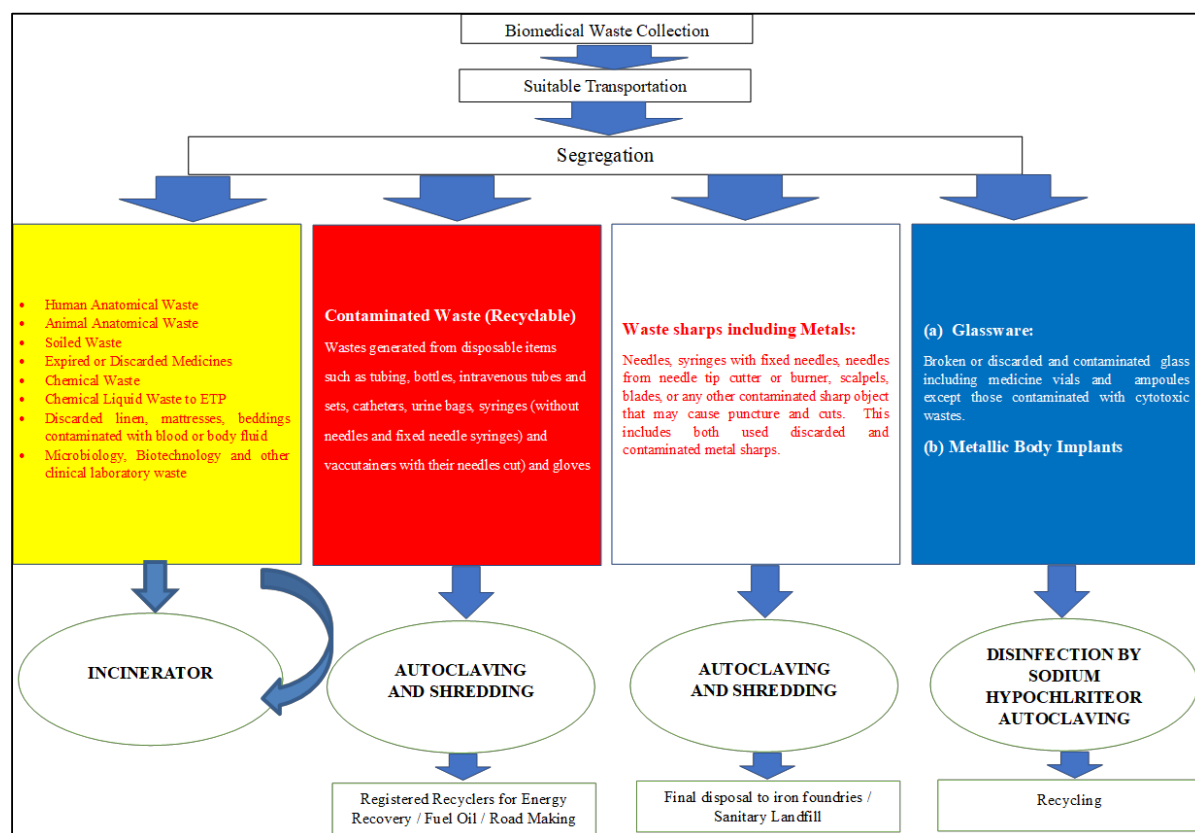 Biomedical Waste Collection
Suitable Transportation
Segregation
• Human Anatomical Waste
• Animal Anatomical Waste
• Soiled Waste
• Expired or Discarded Medicines
• Chemical Waste
• Chemical Liquid Waste to ETP
• Discarded linen, mattresses, beddings
contaminated with blood or body fluid
• Microbiology, Biotechnology and other
clinical laboratory waste
Contaminated Waste (Recyclable)
Wastes generated from disposable items
such as tubing, bottles, intravenous tubes and
sets, catheters, urine bags, syringes (without
needles and fixed needle syringes) and
vaccutainers with their needles cut) and gloves
Waste sharps including Metals:
Needles, syringes with fixed needles, needles
from needle tip cutter or burner, scalpels,
blades, or any other contaminated sharp object
that may cause puncture and cuts. This
includes both used discarded and
contaminated metal sharps.
(a) Glassware:
Broken or discarded and contaminated glass
including medicine vials and ampoules
except those contaminated with cytotoxic
wastes.
(b) Metallic Body Implants
INCINERATOR
AUTOCLAVING
AND SHREDDING
AUTOCLAVING
AND SHREDDING
DISINFECTION BY
SODIUM
HYPOCHLRITEOR
AUTOCLAVING
Registered Recyclers for Energy
Recovery / Fuel Oil / Road Making
Final disposal to iron foundries /
Sanitary Landfill
Recycling